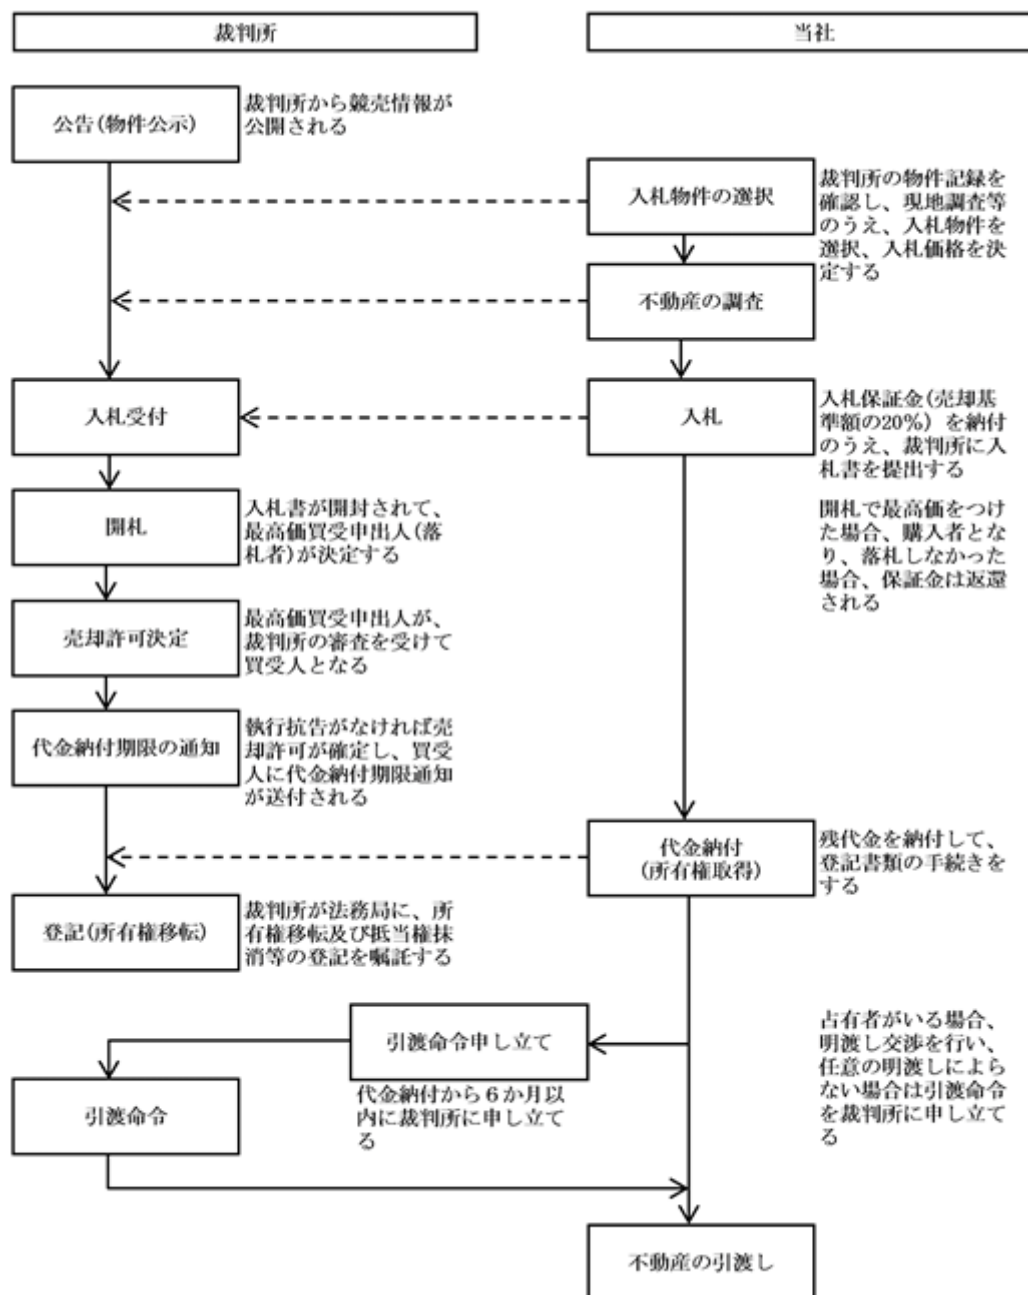 裁判所
当社
公告(物件公示)
裁判所から競売情報が
公開される
入札物件の選択
裁判所の物件記録を
確認し、現地調査等
のうえ、入札物件を
選択、入札価格を決
定する
不動産の調査
入札受付
入札
入札保証金(売却基
準額の20%)を納付
のうえ、裁判所に入
札書を提出する
開札で最高価をつけ
た場合、購入者とな
り、落札しなかった
場合、保証金は返還
される
開札
入札書が開封されて、
最高価買受申出人(落
札者)が決定する
売却許可決定
最高価買受申出人が、
裁判所の審査を受けて
買受人となる
代金納付期限の通知
執行抗告がなければ売
却許可が確定し、買受
人に代金納付期限通知
が送付される
代金納付
(所有権取得)
残代金を納付して、
登記書類の手続きを
する
登記(所有権移転)
裁判所が法務局に、所
有権移転及び抵当権抹
消等の登記を嘱託する
引渡命令申し立て
代金納付から６か月以
内に裁判所に申し立て
る
占有者がいる場合、
明渡し交渉を行い、
任意の明渡しによら
ない場合は引渡命令
を裁判所に申し立て
る
引渡命令
不動産の引渡し